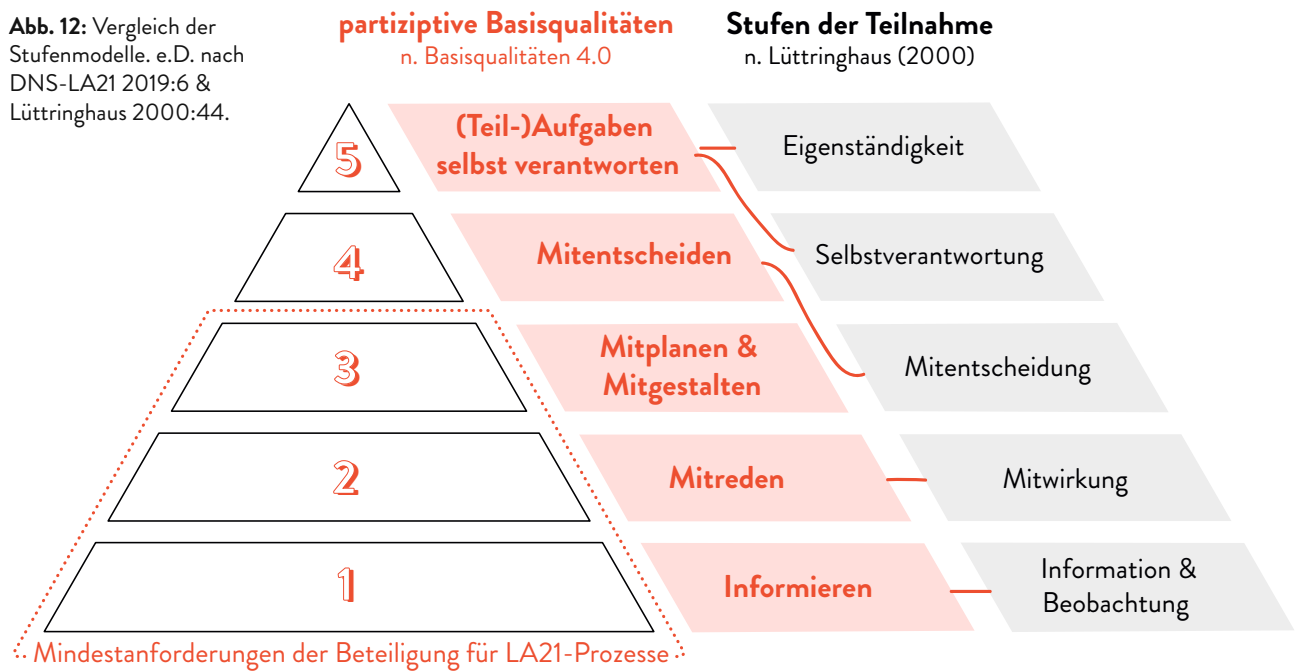 Abb. 12: Vergleich der
Stufenmodelle. e.D. nach
DNS-LA21 2019:6 &
Lüttringhaus 2000:44.
partiziptive Basisqualitäten
n. Basisqualitäten 4.0
Stufen der Teilnahme
n. Lüttringhaus (2000)
5
(Teil-)Aufgaben
selbst verantworten
Eigenständigkeit
4
Mitentscheiden
Selbstverantwortung
3
Mitplanen &
Mitgestalten
Mitentscheidung
2
Mitreden
Mitwirkung
1
Informieren
Information &
Beobachtung
Mindestanforderungen der Beteiligung für LA21-Prozesse